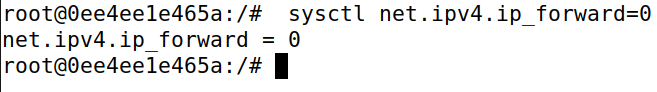 root@0ee4ee1e465a:/#  sysctl net.ipv4.ip_forward=0
net.ipv4.ip_forward = 0
root@0ee4ee1e465a:/#